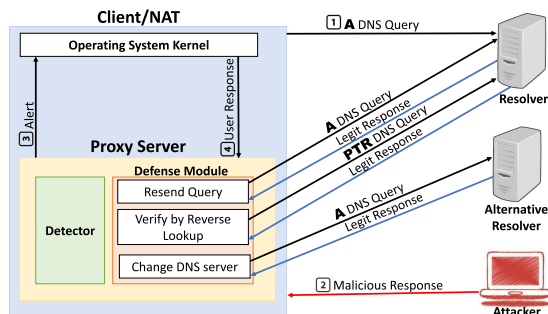 Client/NAT
Operating System Kernel
1 A DNS Query
Resolver
3 Alert
4 User Response
A DNS Query
Legit Response
PTR DNS Query
Legit Response
Proxy Server
Defense Module
Detector
Resend Query
Verify by Reverse
Lookup
Change DNS server
A DNS Query
Legit Response
Alternative
Resolver
2 Malicious Response
Attacker